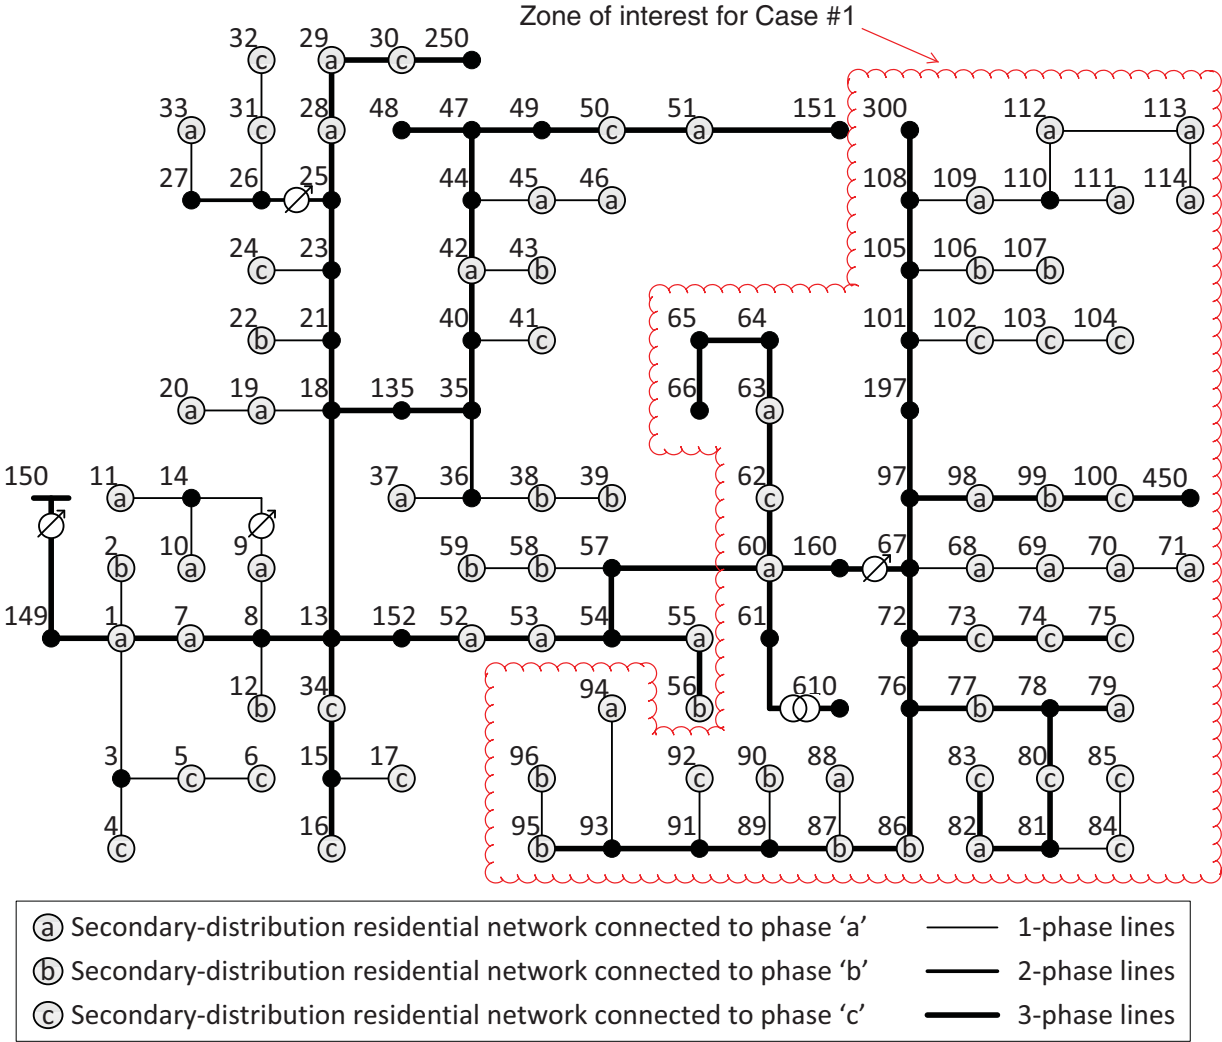 Zone of interest for Case #1
32 29 30 250
c a c
33 31 28 48 47 49 50 51 151 300 112 113
a c a c a a a
27 26 25 44 45 46 108 109 110 111 114
a a a a a
24 23 42 43 105 106 107
c a b b b
22 21 40 41 65 64 101 102 103 104
b c c c c
20 19 18 135 35 66 63 197
a a a
150 11 14 37 36 38 39 62 97 98 99 100 450
a a b b c a b c
2 10 9 59 58 57 60 160 67 68 69 70 71
b a a b b a a a a a
149 1 7 8 13 152 52 53 54 55 61 72 73 74 75
a a a a a c c c
12 34 94 56 610 76 77 78 79
b c a b b a
3 5 6 15 17 96 92 90 88 83 80 85
c c c b c b a c c c
4 16 95 93 91 89 87 86 82 81 84
c c b b b a c
a Secondary-distribution residential network connected to phase ‘a’ 1-phase lines
b Secondary-distribution residential network connected to phase ‘b’ 2-phase lines
c Secondary-distribution residential network connected to phase ‘c’ 3-phase lines